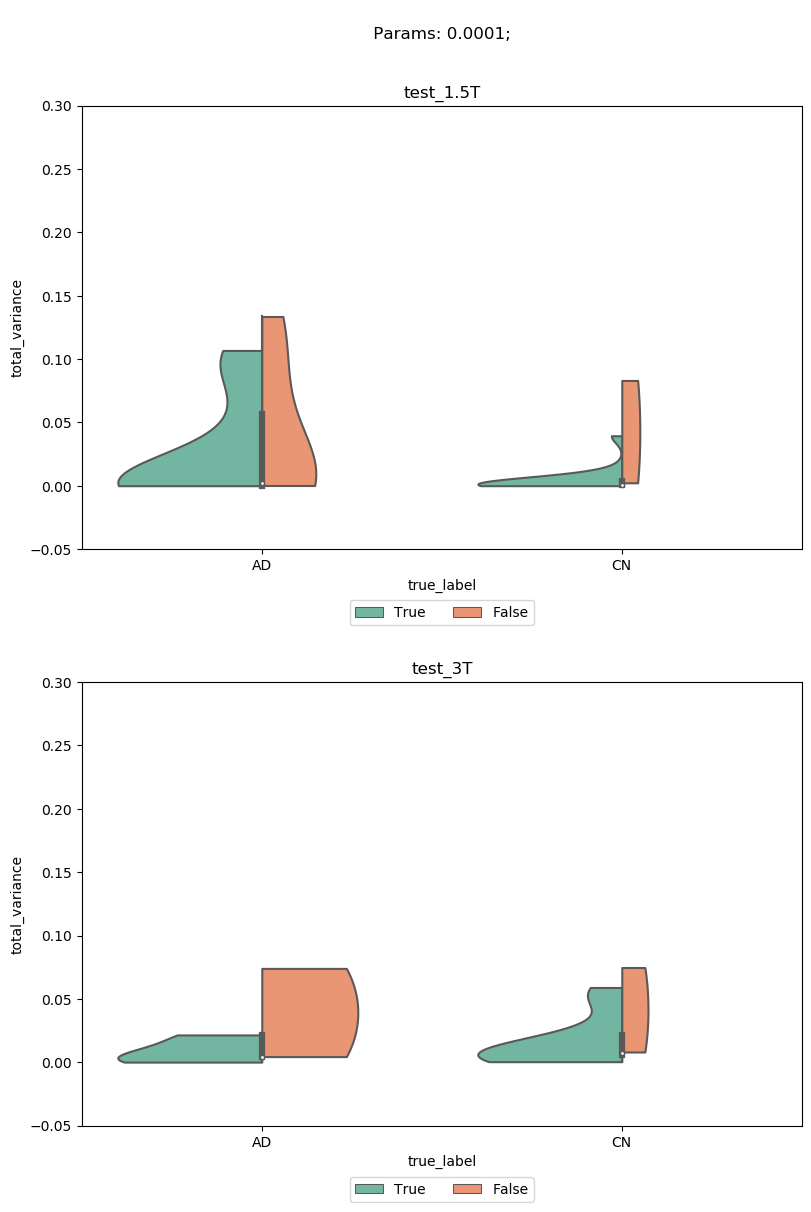 Params: 0.0001;
test_1.5T
0.30
0.25
0.20
0.15
0.10
0.05
0.00
−0.05
total_variance
AD CN
true_label
True False
test_3T
0.30
0.25
0.20
0.15
0.10
0.05
0.00
−0.05
total_variance
AD CN
true_label
True False